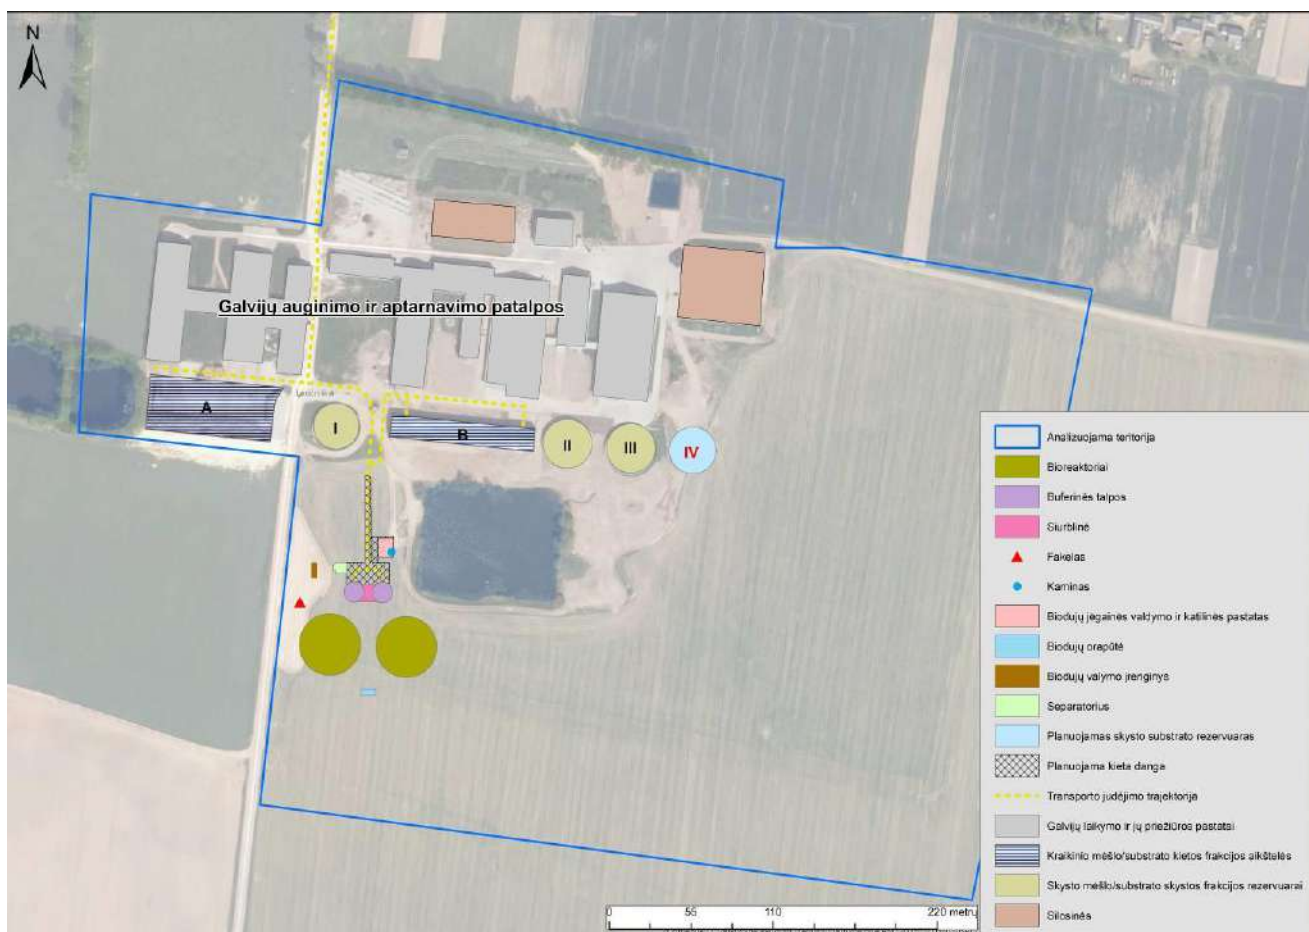 N
Galvijų auginimo ir aptarnavimo patalpos
A
I
B
II
III
IV
Analizuojama teritorija
Bioreaktoriai
Buferinės talpos
Siurblinė
Fakelas
Kaminas
Biodujų jėgainės valdymo ir katilinės pastatas
Biodujų orapūtė
Biodujų valymo įrenginys
Separatorius
Planuojamas skysto substrato rezervuaras
Planuojama kieta danga
Transporto judėjimo trajektorija
Galvijų laikymo ir jų priežiūros pastatai
Kraikinio mėšlo/substrato kietos frakcijos aikštelės
Skysto mėšlo/substrato skystos frakcijos rezervuarai
Silosinės
0 55 110 220 metrų